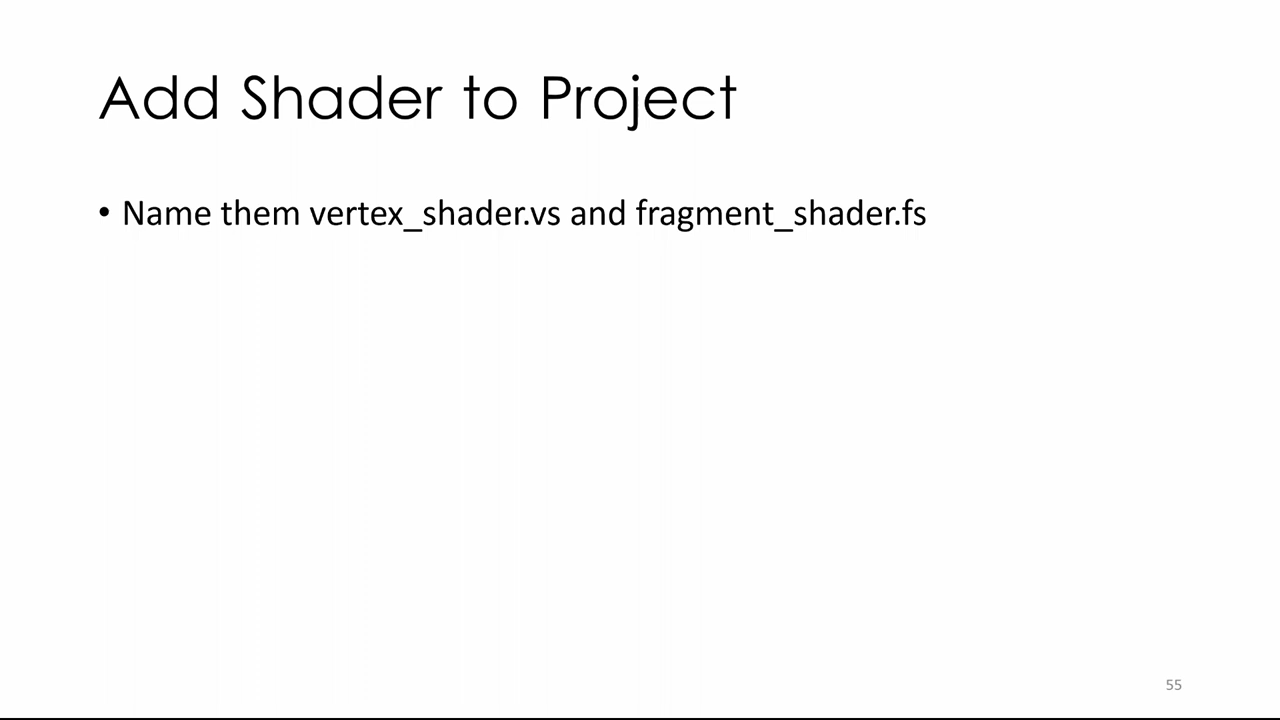 Add Shader to Project
• Name them vertex_shader.vs and fragment_shader.fs
55